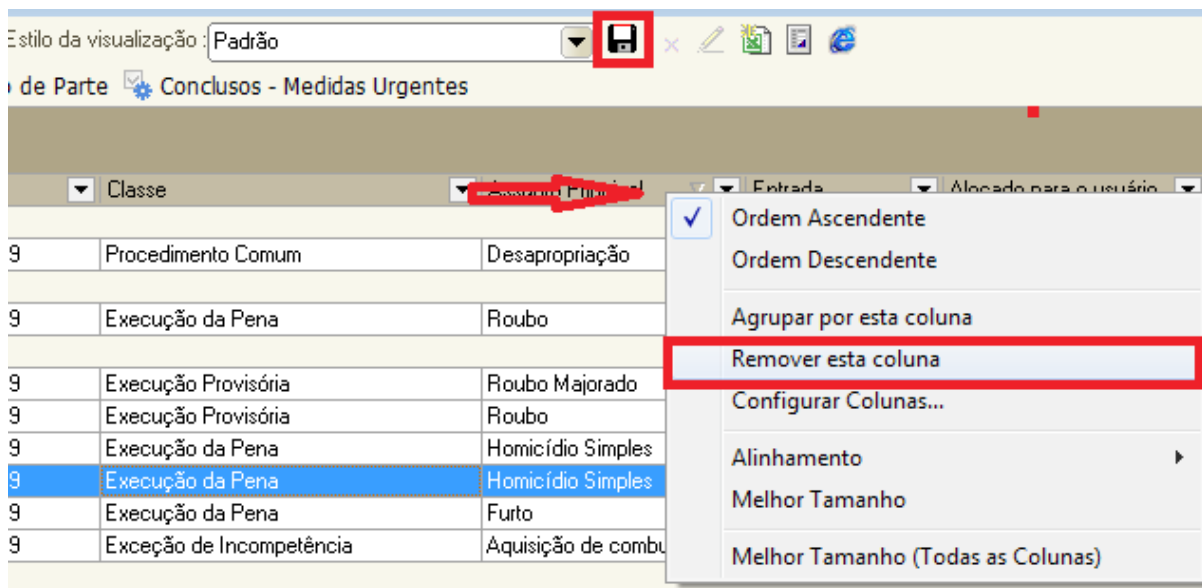 Estilo da visualização : Padrão
de Parte Conclusos - Medidas Urgentes
Classe Assunto Principal Entrada Alocado para o usuário
Ordem Ascendente
9 Procedimento Comum Desapropriação
Ordem Descendente
9 Execução da Pena Roubo
Agrupar por esta coluna
Remover esta coluna
9 Execução Provisória Roubo Majorado
Configurar Colunas...
9 Execução Provisória Roubo
9 Execução da Pena Homicídio Simples
Alinhamento
9 Execução da Pena Homicídio Simples
Melhor Tamanho
9 Execução da Pena Furto
9 Exceção de Incompetência Aquisição de combu
Melhor Tamanho (Todas as Colunas)